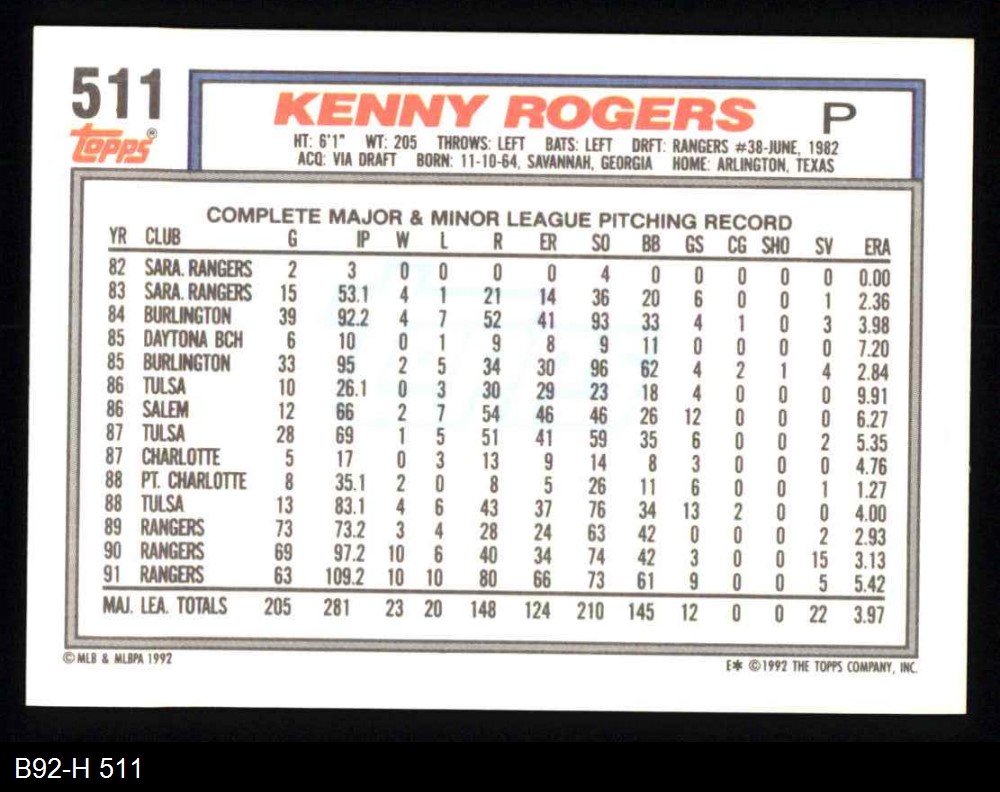 511
KENNY ROGERS P
topps®
HT: 6'1" WT: 205 THROWS: LEFT BATS: LEFT DRFT: RANGERS #38-JUNE, 1982
ACQ: VIA DRAFT BORN: 11-10-64, SAVANNAH, GEORGIA HOME: ARLINGTON, TEXAS
COMPLETE MAJOR & MINOR LEAGUE PITCHING RECORD
YR CLUB G IP W L R ER SO BB GS CG SHO SV ERA
82 SARA. RANGERS 2 3 0 0 0 0 4 0 0 0 0 0 0.00
83 SARA. RANGERS 15 53.1 4 1 21 14 36 20 6 0 0 1 2.36
84 BURLINGTON 39 92.2 4 7 52 41 93 33 4 1 0 3 3.98
85 DAYTONA BCH 6 10 0 1 9 8 9 11 0 0 0 0 7.20
85 BURLINGTON 33 95 2 5 34 30 96 62 4 2 1 4 2.84
86 TULSA 10 26.1 0 3 30 29 23 18 4 0 0 0 9.91
86 SALEM 12 66 2 7 54 46 46 26 12 0 0 0 6.27
87 TULSA 28 69 1 5 51 41 59 35 6 0 0 2 5.35
87 CHARLOTTE 5 17 0 3 13 9 14 8 3 0 0 0 4.76
88 PT. CHARLOTTE 8 35.1 2 0 8 5 26 11 6 0 0 1 1.27
88 TULSA 13 83.1 4 6 43 37 76 34 13 2 0 0 4.00
89 RANGERS 73 73.2 3 4 28 24 63 42 0 0 0 2 2.93
90 RANGERS 69 97.2 10 6 40 34 74 42 3 0 0 15 3.13
91 RANGERS 63 109.2 10 10 80 66 73 61 9 0 0 5 5.42
MAJ. LEA. TOTALS 205 281 23 20 148 124 210 145 12 0 0 22 3.97
© MLB & MLBPA 1992
E* © 1992 THE TOPPS COMPANY, INC.
B92-H 511